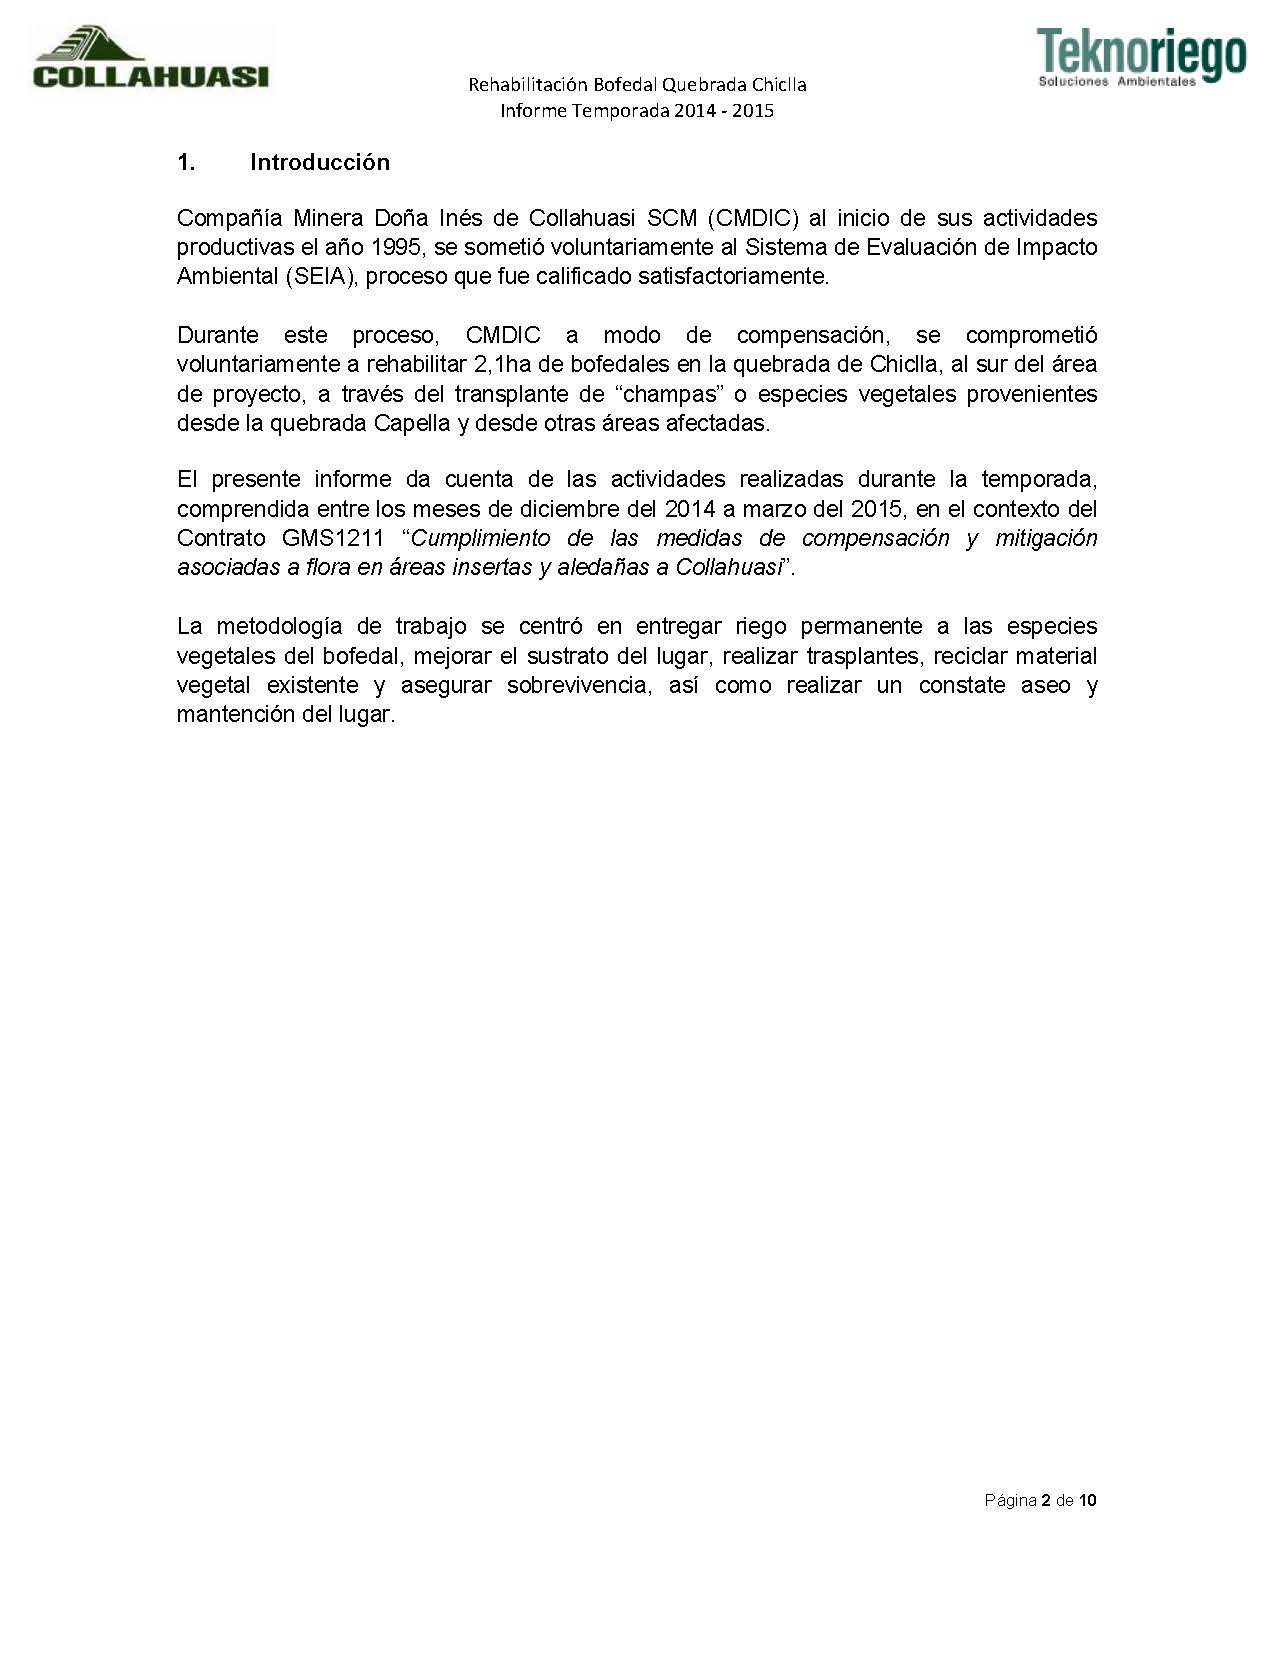 COLLAHUASI
Teknoriego
Soluciones Ambientales
Rehabilitación Bofedal Quebrada Chiclla
Informe Temporada 2014 - 2015
1. Introducción
Compañía Minera Doña Inés de Collahuasi SCM (CMDIC) al inicio de sus actividades
productivas el año 1995, se sometió voluntariamente al Sistema de Evaluación de Impacto
Ambiental (SEIA), proceso que fue calificado satisfactoriamente.
Durante este proceso, CMDIC a modo de compensación, se comprometió
voluntariamente a rehabilitar 2,1ha de bofedales en la quebrada de Chiclla, al sur del área
de proyecto, a través del transplante de “champas” o especies vegetales provenientes
desde la quebrada Capella y desde otras áreas afectadas.
El presente informe da cuenta de las actividades realizadas durante la temporada,
comprendida entre los meses de diciembre del 2014 a marzo del 2015, en el contexto del
Contrato GMS1211 “Cumplimiento de las medidas de compensación y mitigación
asociadas a flora en áreas insertas y aledañas a Collahuasi”.
La metodología de trabajo se centró en entregar riego permanente a las especies
vegetales del bofedal, mejorar el sustrato del lugar, realizar trasplantes, reciclar material
vegetal existente y asegurar sobrevivencia, así como realizar un constate aseo y
mantención del lugar.
Página 2 de 10